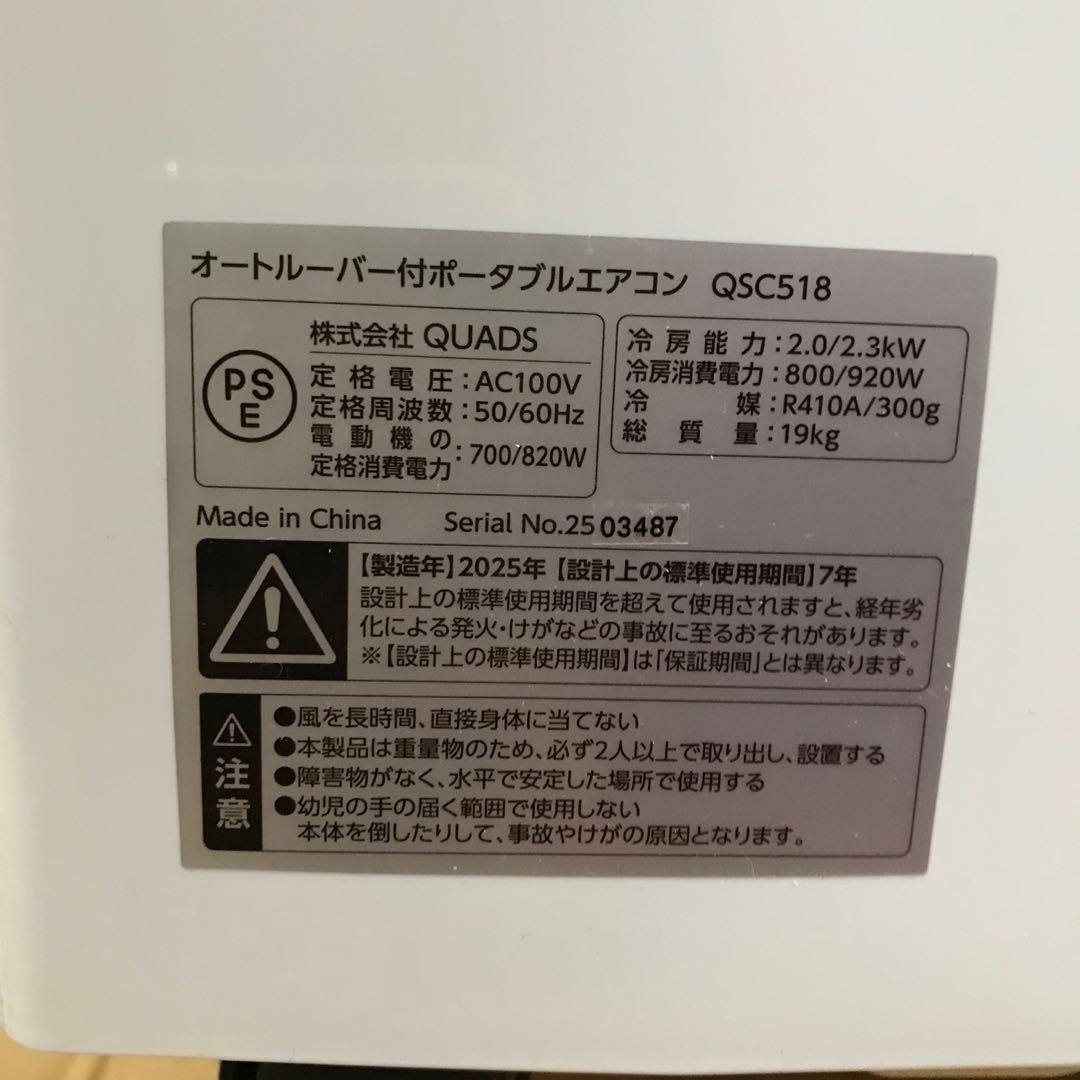 オートルーバー付ポータブルエアコン QSC518
PSE
株式会社 QUADS
定格電圧:AC100V
定格周波数:50/60Hz
電動機の
定格消費電力:700/820W
冷房能力:2.0/2.3kW
冷房消費電力:800/920W
冷媒:R410A/300g
総質量:19kg
Made in China Serial No.25 03487
【製造年】2025年【設計上の標準使用期間】7年
設計上の標準使用期間を超えて使用されますと、経年劣
化による発火・けがなどの事故に至るおそれがあります。
※【設計上の標準使用期間】は「保証期間」とは異なります。
注意
●風を長時間、直接身体に当てない
●本製品は重量物のため、必ず2人以上で取り出し、設置する
●障害物がなく、水平で安定した場所で使用する
●幼児の手の届く範囲で使用しない
本体を倒したりして、事故やけがの原因となります。